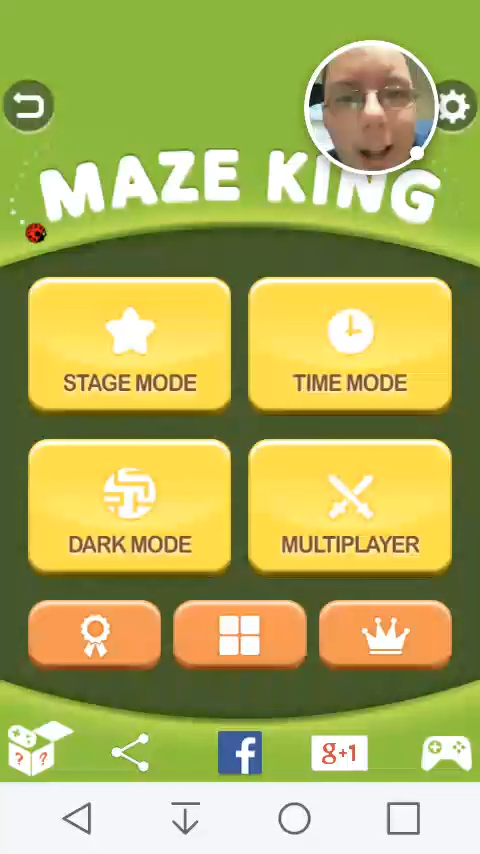 MAZE KING
STAGE MODE
TIME MODE
DARK MODE
MULTIPLAYER
? ?
f
g+1